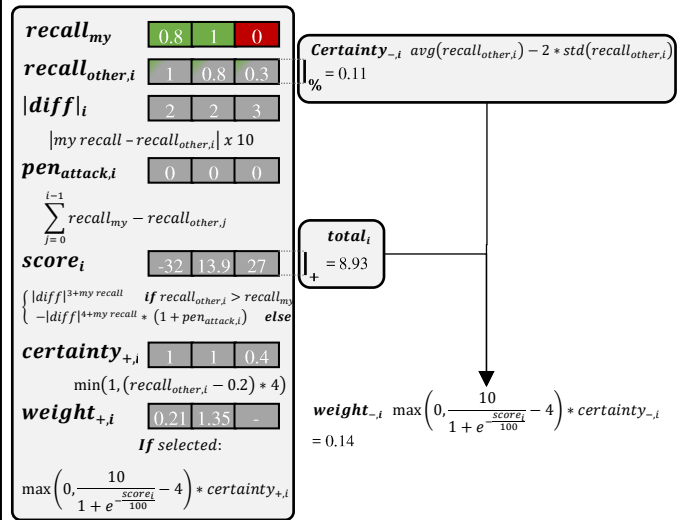 recall_my 0.8 1 0
recall_other,i 1 0.8 0.3
|diff|_i 2 2 3
|my recall – recall_other,i| x 10
pen_attack,i 0 0 0
∑_{j= 0}^{i−1} recall_my − recall_other,j
score_i -32 13.9 27
{ |diff|^{3+my recall} if recall_other,i > recall_my
−|diff|^{4+my recall} * (1 + pen_attack,i) else
certainty_+,i 1 1 0.4
min(1, (recall_other,i − 0.2) * 4)
weight_+,i 0.21 1.35 -
If selected:
max(0, 10 / (1 + e^{−score_i/100}) − 4) * certainty_+,i
Certainty_−,i avg(recall_other,i) − 2 * std(recall_other,i)
% = 0.11
total_i
+ = 8.93
weight_−,i max(0, 10 / (1 + e^{−score_i/100}) − 4) * certainty_−,i
= 0.14